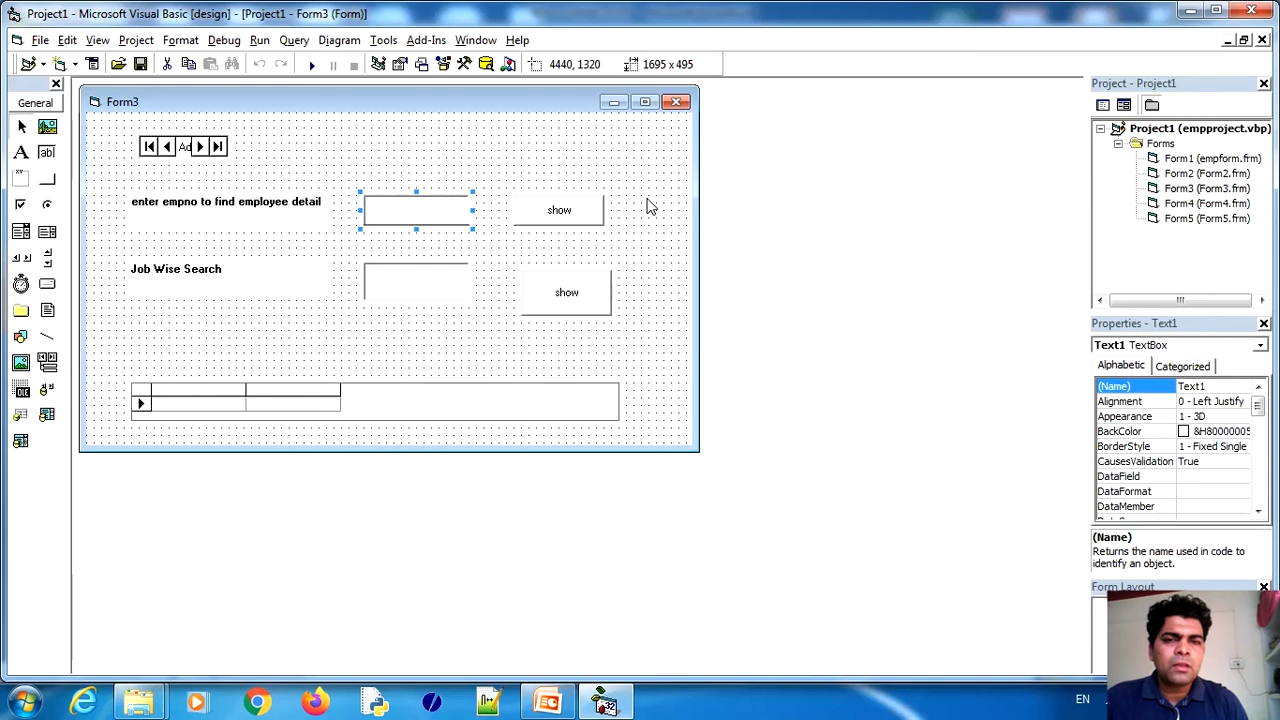 Project1 - Microsoft Visual Basic [design] - [Project1 - Form3 (Form)]
File Edit View Project Format Debug Run Query Diagram Tools Add-Ins Window Help
4440, 1320 1695 x 495
General
A
ab|
xy
OLE
Form3
Ad
enter empno to find employee detail
show
Job Wise Search
show
Project - Project1
Project1 (empproject.vbp)
Forms
Form1 (empform.frm)
Form2 (Form2.frm)
Form3 (Form3.frm)
Form4 (Form4.frm)
Form5 (Form5.frm)
Properties - Text1
Text1 TextBox
Alphabetic Categorized
(Name) Text1
Alignment 0 - Left Justify
Appearance 1 - 3D
BackColor &H80000005
BorderStyle 1 - Fixed Single
CausesValidation True
DataField
DataFormat
DataMember
(Name)
Returns the name used in code to
identify an object.
Form Layout
32
EN